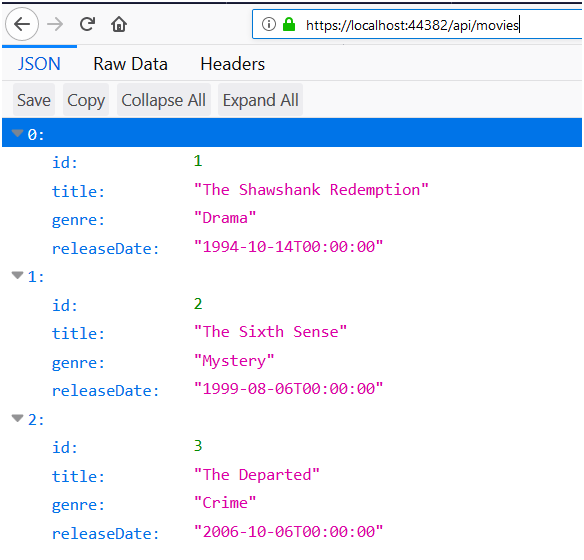 https://localhost:44382/api/movies
JSON Raw Data Headers
Save Copy Collapse All Expand All
0:
id: 1
title: "The Shawshank Redemption"
genre: "Drama"
releaseDate: "1994-10-14T00:00:00"
1:
id: 2
title: "The Sixth Sense"
genre: "Mystery"
releaseDate: "1999-08-06T00:00:00"
2:
id: 3
title: "The Departed"
genre: "Crime"
releaseDate: "2006-10-06T00:00:00"